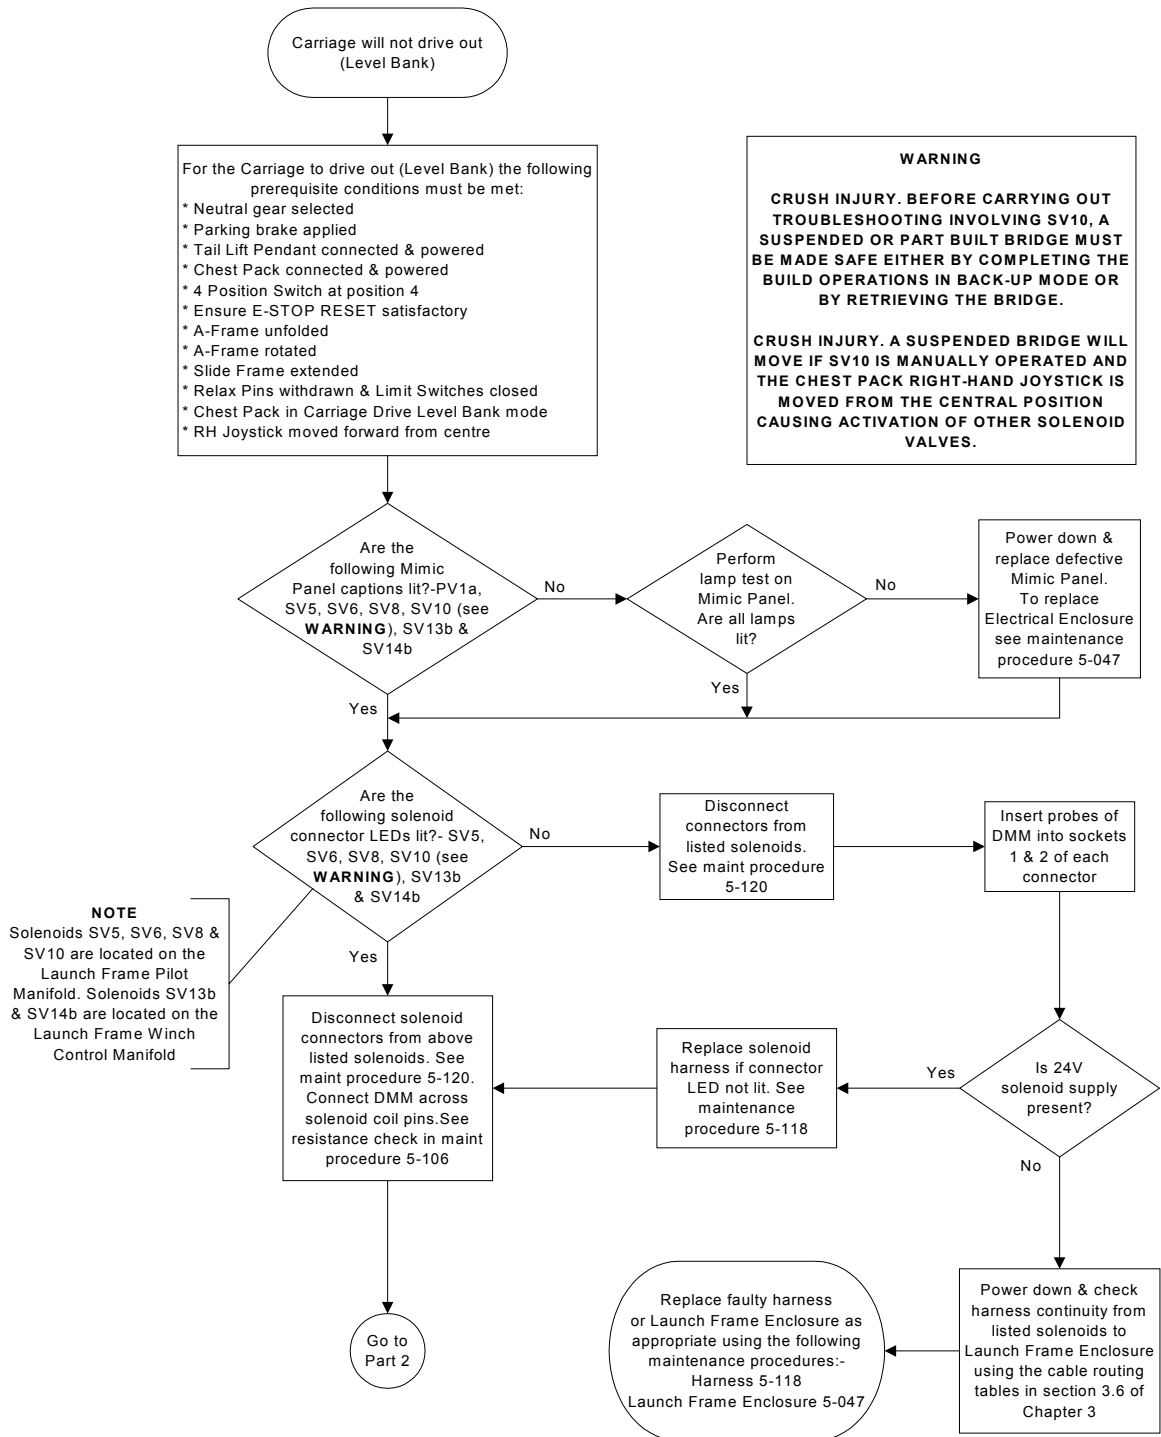 Carriage will not drive out
(Level Bank)
For the Carriage to drive out (Level Bank) the following
prerequisite conditions must be met:
* Neutral gear selected
* Parking brake applied
* Tail Lift Pendant connected & powered
* Chest Pack connected & powered
* 4 Position Switch at position 4
* Ensure E-STOP RESET satisfactory
* A-Frame unfolded
* A-Frame rotated
* Slide Frame extended
* Relax Pins withdrawn & Limit Switches closed
* Chest Pack in Carriage Drive Level Bank mode
* RH Joystick moved forward from centre
WARNING
CRUSH INJURY. BEFORE CARRYING OUT
TROUBLESHOOTING INVOLVING SV10, A
SUSPENDED OR PART BUILT BRIDGE MUST
BE MADE SAFE EITHER BY COMPLETING THE
BUILD OPERATIONS IN BACK-UP MODE OR
BY RETRIEVING THE BRIDGE.
CRUSH INJURY. A SUSPENDED BRIDGE WILL
MOVE IF SV10 IS MANUALLY OPERATED AND
THE CHEST PACK RIGHT-HAND JOYSTICK IS
MOVED FROM THE CENTRAL POSITION
CAUSING ACTIVATION OF OTHER SOLENOID
VALVES.
Are the
following Mimic
Panel captions lit?-PV1a,
SV5, SV6, SV8, SV10 (see
WARNING), SV13b &
SV14b
No
Perform
lamp test on
Mimic Panel.
Are all lamps
lit?
No
Power down &
replace defective
Mimic Panel.
To replace
Electrical Enclosure
see maintenance
procedure 5-047
Yes
Yes
Are the
following solenoid
connector LEDs lit?- SV5,
SV6, SV8, SV10 (see
WARNING), SV13b
& SV14b
No
Disconnect
connectors from
listed solenoids.
See maint procedure
5-120
Insert probes of
DMM into sockets
1 & 2 of each
connector
NOTE
Solenoids SV5, SV6, SV8 &
SV10 are located on the
Launch Frame Pilot
Manifold. Solenoids SV13b
& SV14b are located on the
Launch Frame Winch
Control Manifold
Yes
Disconnect solenoid
connectors from above
listed solenoids. See
maint procedure 5-120.
Connect DMM across
solenoid coil pins.See
resistance check in maint
procedure 5-106
Replace solenoid
harness if connector
LED not lit. See
maintenance
procedure 5-118
Yes
Is 24V
solenoid supply
present?
No
Go to
Part 2
Replace faulty harness
or Launch Frame Enclosure as
appropriate using the following
maintenance procedures:-
Harness 5-118
Launch Frame Enclosure 5-047
Power down & check
harness continuity from
listed solenoids to
Launch Frame Enclosure
using the cable routing
tables in section 3.6 of
Chapter 3